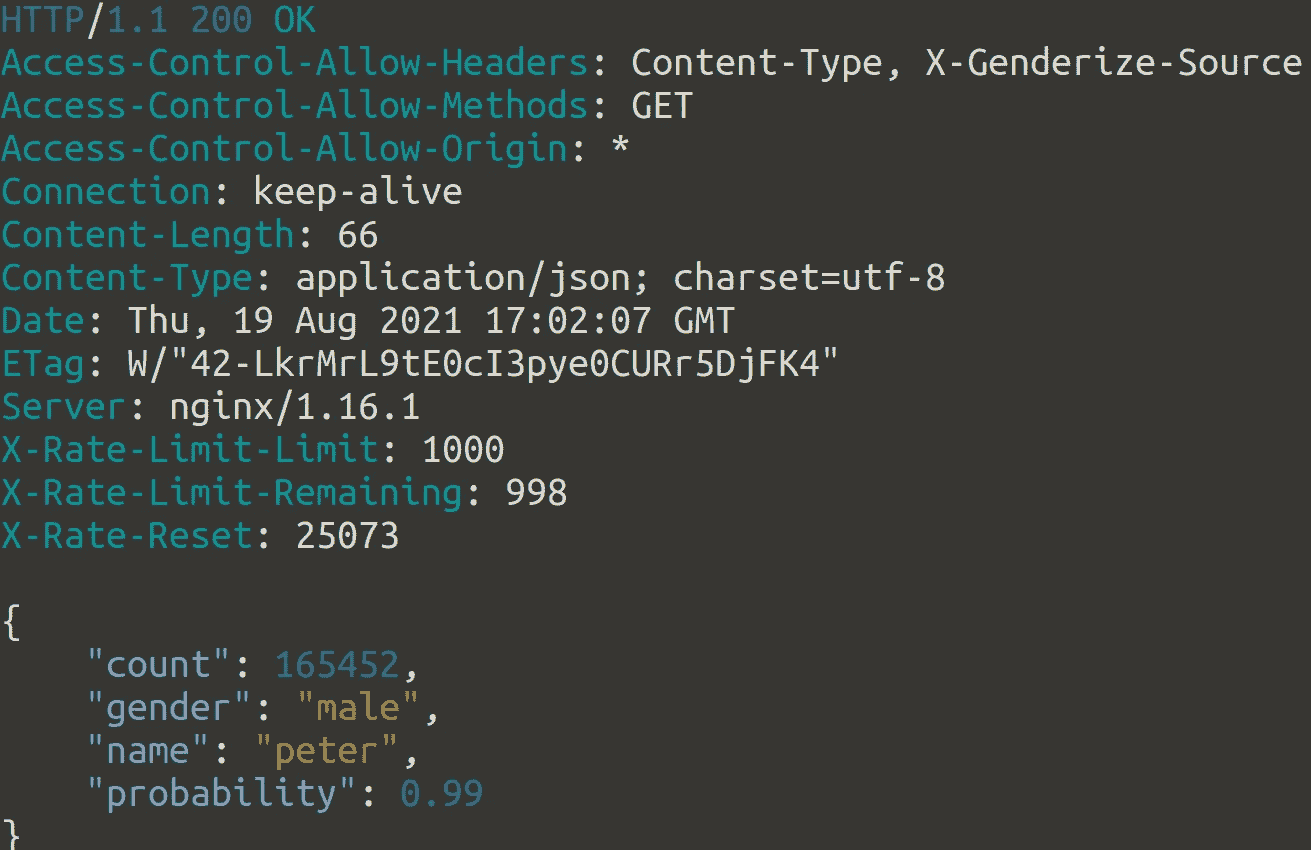 HTTP/1.1 200 OK
Access-Control-Allow-Headers: Content-Type, X-Genderize-Source
Access-Control-Allow-Methods: GET
Access-Control-Allow-Origin: *
Connection: keep-alive
Content-Length: 66
Content-Type: application/json; charset=utf-8
Date: Thu, 19 Aug 2021 17:02:07 GMT
ETag: W/"42-LkrMrL9tE0cI3pye0CURr5DjFK4"
Server: nginx/1.16.1
X-Rate-Limit-Limit: 1000
X-Rate-Limit-Remaining: 998
X-Rate-Reset: 25073

{
    "count": 165452,
    "gender": "male",
    "name": "peter",
    "probability": 0.99
}